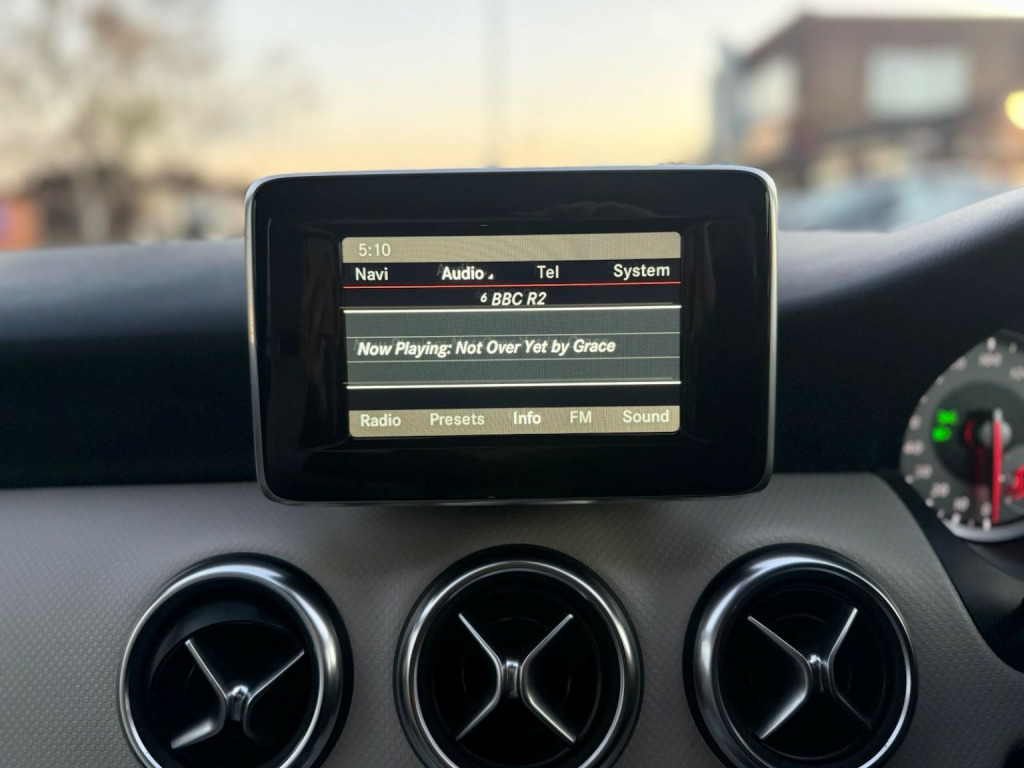 5:10
Navi Audio Tel System
6 BBC R2
Now Playing: Not Over Yet by Grace
Radio Presets Info FM Sound